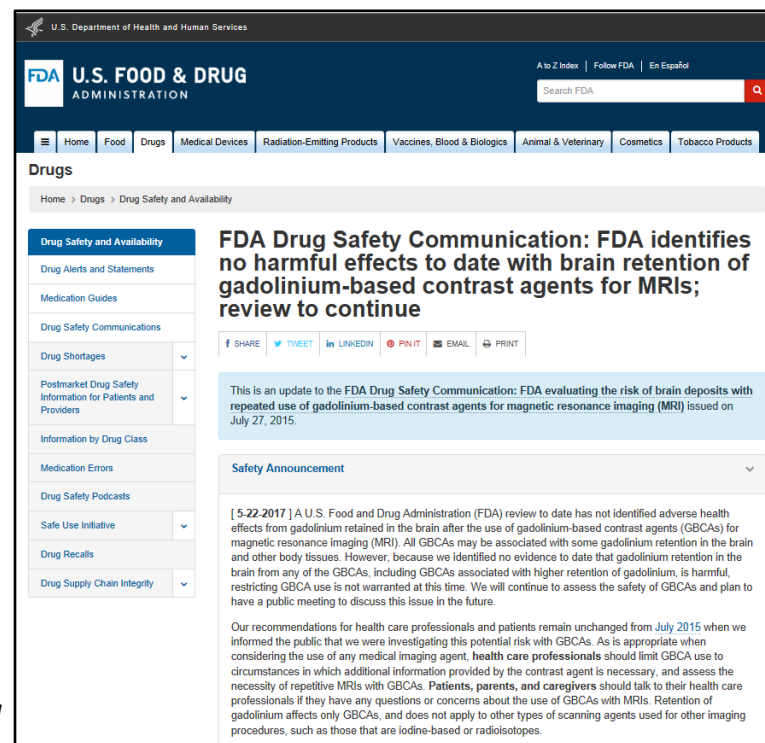 U.S. Department of Health and Human Services
FDA U.S. FOOD & DRUG
ADMINISTRATION
A to Z Index | Follow FDA | En Español
Search FDA
Home Food Drugs Medical Devices Radiation-Emitting Products Vaccines, Blood & Biologics Animal & Veterinary Cosmetics Tobacco Products
Drugs
Home > Drugs > Drug Safety and Availability
Drug Safety and Availability
Drug Alerts and Statements
Medication Guides
Drug Safety Communications
Drug Shortages
Postmarket Drug Safety
Information for Patients and
Providers
Information by Drug Class
Medication Errors
Drug Safety Podcasts
Safe Use Initiative
Drug Recalls
Drug Supply Chain Integrity
FDA Drug Safety Communication: FDA identifies
no harmful effects to date with brain retention of
gadolinium-based contrast agents for MRIs;
review to continue
f SHARE TWEET in LINKEDIN PIN IT EMAIL PRINT
This is an update to the FDA Drug Safety Communication: FDA evaluating the risk of brain deposits with
repeated use of gadolinium-based contrast agents for magnetic resonance imaging (MRI) issued on
July 27, 2015.
Safety Announcement
[ 5-22-2017 ] A U.S. Food and Drug Administration (FDA) review to date has not identified adverse health
effects from gadolinium retained in the brain after the use of gadolinium-based contrast agents (GBCAs) for
magnetic resonance imaging (MRI). All GBCAs may be associated with some gadolinium retention in the brain
and other body tissues. However, because we identified no evidence to date that gadolinium retention in the
brain from any of the GBCAs, including GBCAs associated with higher retention of gadolinium, is harmful,
restricting GBCA use is not warranted at this time. We will continue to assess the safety of GBCAs and plan to
have a public meeting to discuss this issue in the future.
Our recommendations for health care professionals and patients remain unchanged from July 2015 when we
informed the public that we were investigating this potential risk with GBCAs. As is appropriate when
considering the use of any medical imaging agent, health care professionals should limit GBCA use to
circumstances in which additional information provided by the contrast agent is necessary, and assess the
necessity of repetitive MRIs with GBCAs. Patients, parents, and caregivers should talk to their health care
professionals if they have any questions or concerns about the use of GBCAs with MRIs. Retention of
gadolinium affects only GBCAs, and does not apply to other types of scanning agents used for other imaging
procedures, such as those that are iodine-based or radioisotopes.